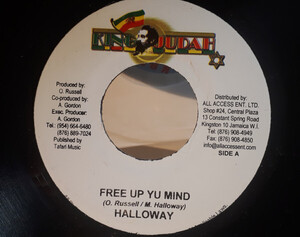 KING JUDAH
Produced by:
O. Russell
Co-produced by:
A. Gordon
Exec. Producer:
A. Gordon
Tel: (954) 664-6480
(876) 889-7024
Published by
Tafari Music
Distributed by:
ALL ACCESS ENT. LTD.
Shop #24, Central Plaza
13 Constant Spring Road
Kingston 10 Jamaica W.I.
Tel: (876) 908-4949
Fax: (876) 908-4850
info@allaccessent.com
SIDE A
FREE UP YU MIND
(O. Russell / M. Halloway)
HALLOWAY